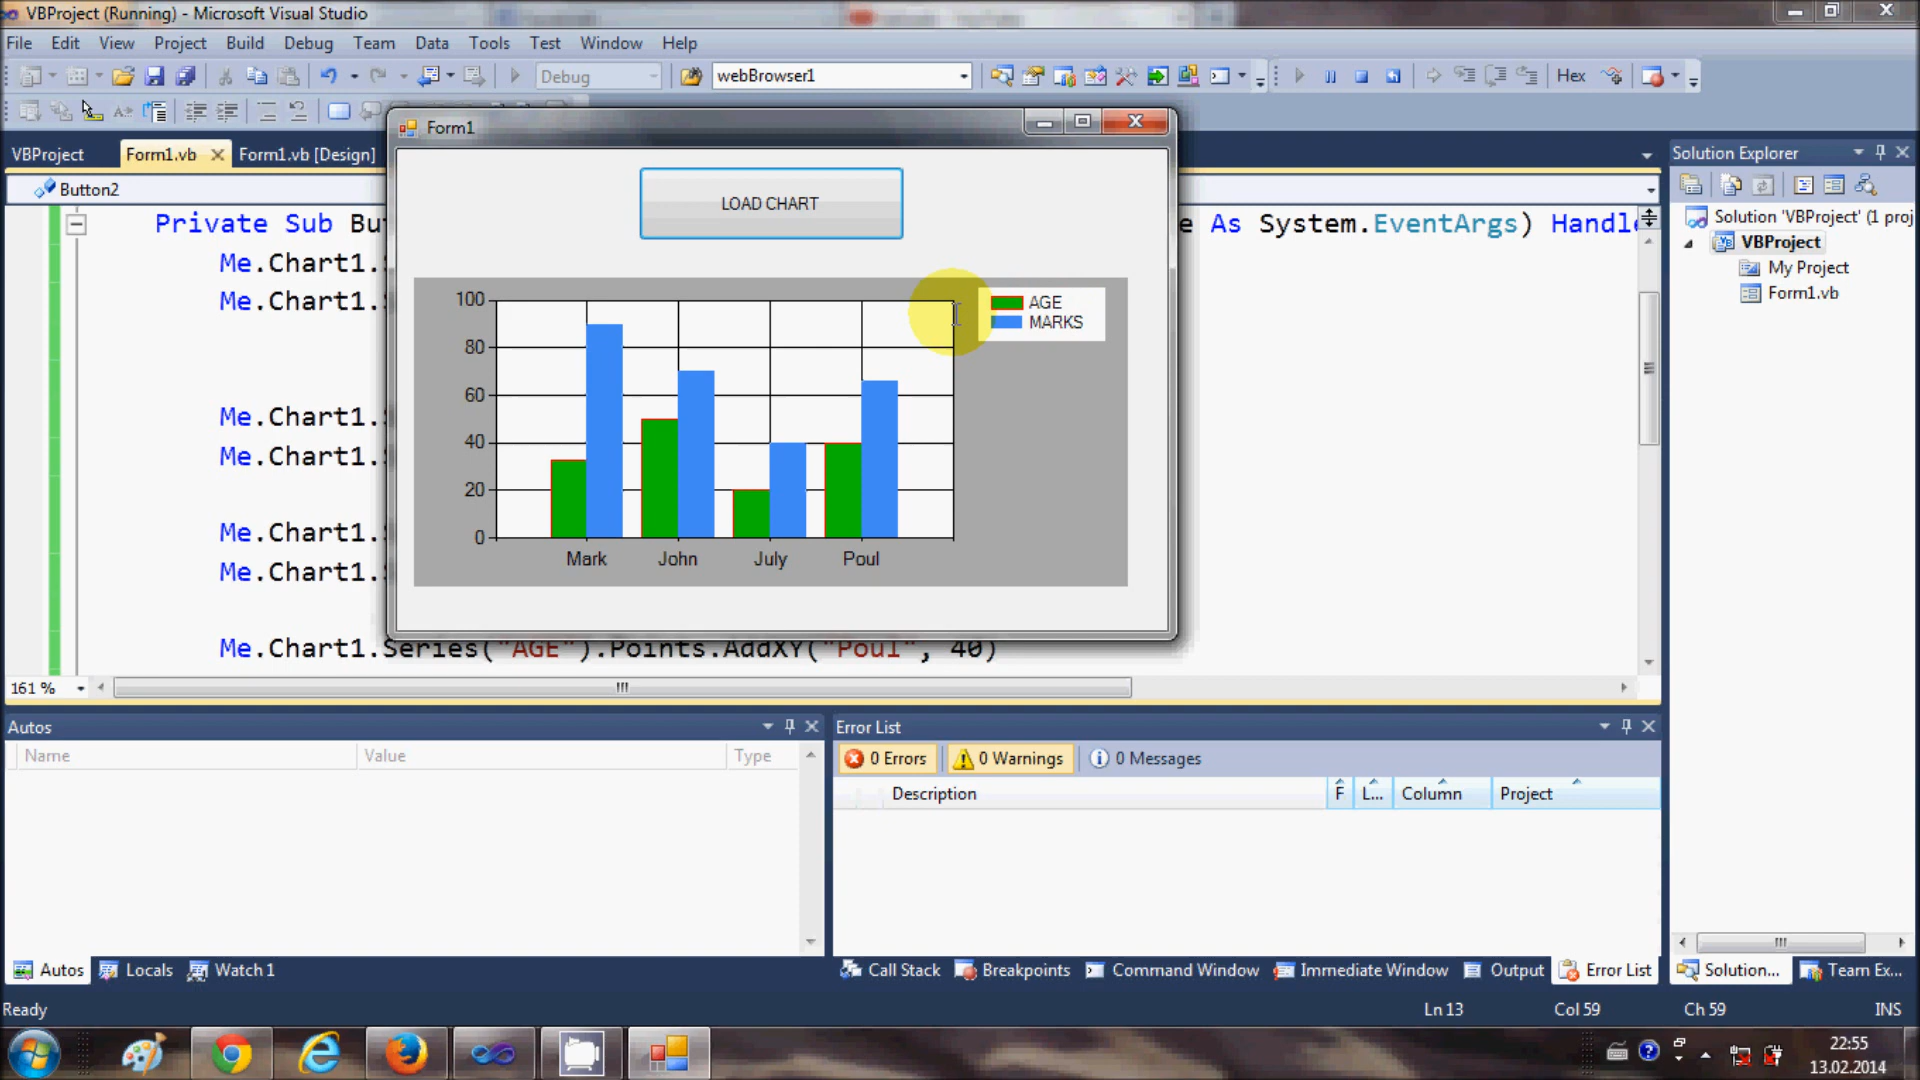 VBProject (Running) - Microsoft Visual Studio
File Edit View Project Build Debug Team Data Tools Test Window Help
Debug webBrowser1 Hex
VBProject Form1.vb Form1.vb [Design]
Button2
Private Sub Bu
e As System.EventArgs) Handle
Me.Chart1.
Me.Chart1.
Me.Chart1.
Me.Chart1.
Me.Chart1.
Me.Chart1.
Me.Chart1.Series("AGE").Points.AddXY("Poul", 40)
161 %
Form1
LOAD CHART
100
80
60
40
20
0
Mark John July Poul
AGE
MARKS
Solution Explorer
Solution 'VBProject' (1 proj
VBProject
My Project
Form1.vb
Autos
Name Value Type
Error List
0 Errors 0 Warnings 0 Messages
Description F L... Column Project
Autos Locals Watch 1
Call Stack Breakpoints Command Window Immediate Window Output Error List
Solution... Team Ex...
Ready Ln 13 Col 59 Ch 59 INS
22:55
13.02.2014